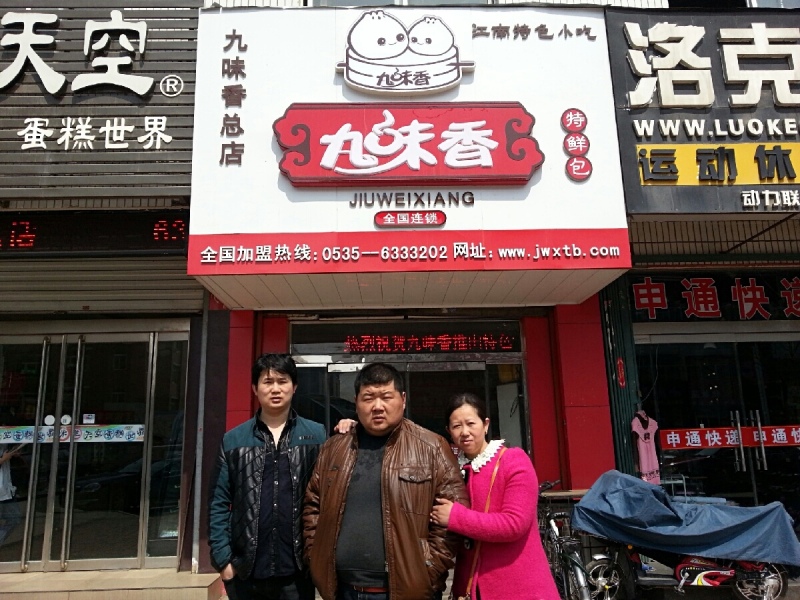 天空®
蛋糕世界
九味香总店
九味香
江南特色小吃
九味香
特鲜包
JIUWEIXIANG
全国连锁
全国加盟热线:0535—6333202 网址:www.jwxtb.com
热烈祝贺九味香推出特色
洛克
WWW.LUOKE
运动休
动力联
申通快递
申通快递 申通快